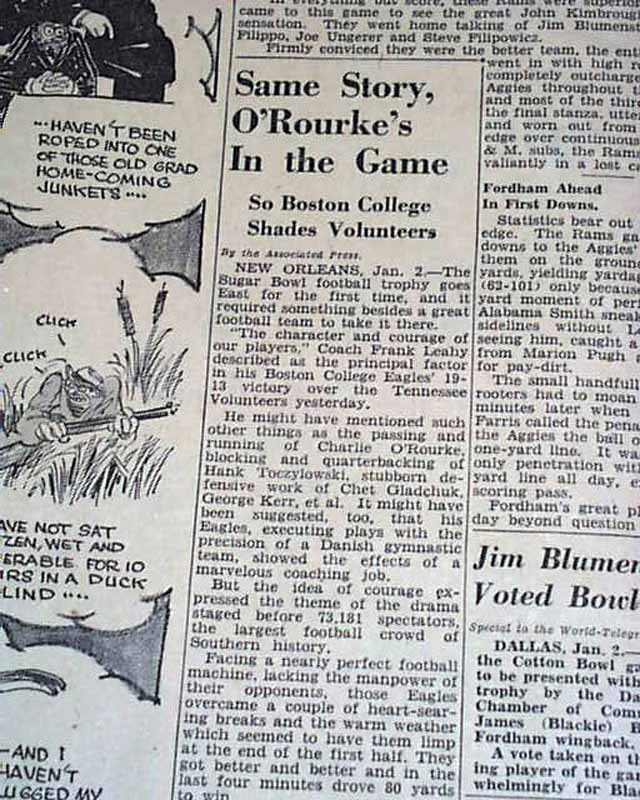 ...HAVEN'T BEEN
ROPED INTO ONE
OF THOSE OLD GRAD
HOME-COMING
JUNKETS....
CLICK
CLICK
AVE NOT SAT
ZEN, WET AND
ERABLE FOR 10
RS IN A DUCK
LIND ....
—AND I
HAVEN'T
UGGED MY
came to this game to see the great John Kimbroug
sensation. They went home talking of Jim Blumens
Filippo, Joe Ungerer and Steve Filipowicz.
Firmly conviced they were the better team, the ent
Same Story,
O'Rourke's
In the Game
So Boston College
Shades Volunteers
By the Associated Press.
NEW ORLEANS, Jan. 2.—The
Sugar Bowl football trophy goes
East for the first time, and it
required something besides a great
football team to take it there.
"The character and courage of
our players," Coach Frank Leahy
described as the principal factor
in his Boston College Eagles' 19-
13 victory over the Tennessee
Volunteers yesterday.
He might have mentioned such
other things as the passing and
running of Charlie O'Rourke,
blocking and quarterbacking of
Hank Toczylowski, stubborn de-
fensive work of Chet Gladchuk,
George Kerr, et al. It might have
been suggested, too, that his
Eagles, executing plays with the
precision of a Danish gymnastic
team, showed the effects of a
marvelous coaching job.
But the idea of courage ex-
pressed the theme of the drama
staged before 73,181 spectators,
the largest football crowd of
Southern history.
Facing a nearly perfect football
machine, lacking the manpower of
their opponents, those Eagles
overcame a couple of heart-sear-
ing breaks and the warm weather
which seemed to have them limp
at the end of the first half. They
got better and better and in the
last four minutes drove 80 yards
to win.
went in with high r
completely outcharge
Aggies throughout t
and most of the thir
the final stanza, utter
and worn out from
edge over continuous
& M. subs, the Rams
valiantly in a lost c
Fordham Ahead
In First Downs.
Statistics bear out
edge. The Rams ga
downs to the Aggies'
them on the ground
yards, yielding yarda
(62-101) only because
yard moment of per
Alabama Smith sneak
sidelines without
seeing him, caught a
from Marion Pugh
for pay-dirt.
The small handful
rooters had to moan
minutes later when
Farris called the pena
the Aggies the ball o
one-yard line. It wa
only penetration wit
yard line all day, e
scoring pass.
Fordham's great pl
day beyond question
Jim Blumen
Voted Bowl
Special to the World-Telegr
DALLAS, Jan. 2.—
the Cotton Bowl g
to be presented with
trophy by the Da
Chamber of Com
James (Blackie) B
Fordham wingback.
A vote taken on th
ing player of the ga
whelmingly for Bla